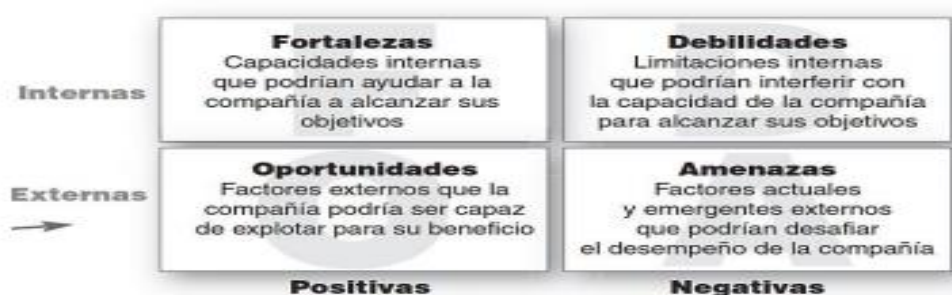 Fortalezas
Capacidades internas
que podrían ayudar a la
compañía a alcanzar sus
objetivos
Debilidades
Limitaciones internas
que podrían interferir con
la capacidad de la compañía
para alcanzar sus objetivos
Internas
Oportunidades
Factores externos que la
compañía podría ser capaz
de explotar para su beneficio
Amenazas
Factores actuales
y emergentes externos
que podrían desafiar
el desempeño de la compañía
Externas
Positivas
Negativas